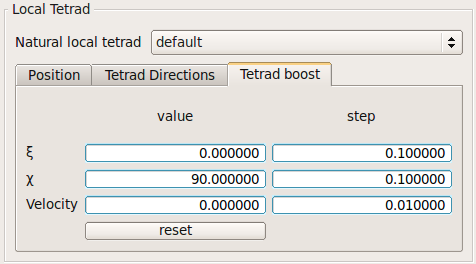 Local Tetrad
Natural local tetrad default
Position Tetrad Directions Tetrad boost
value step
ξ 0.000000 0.100000
χ 90.000000 0.100000
Velocity 0.000000 0.010000
reset